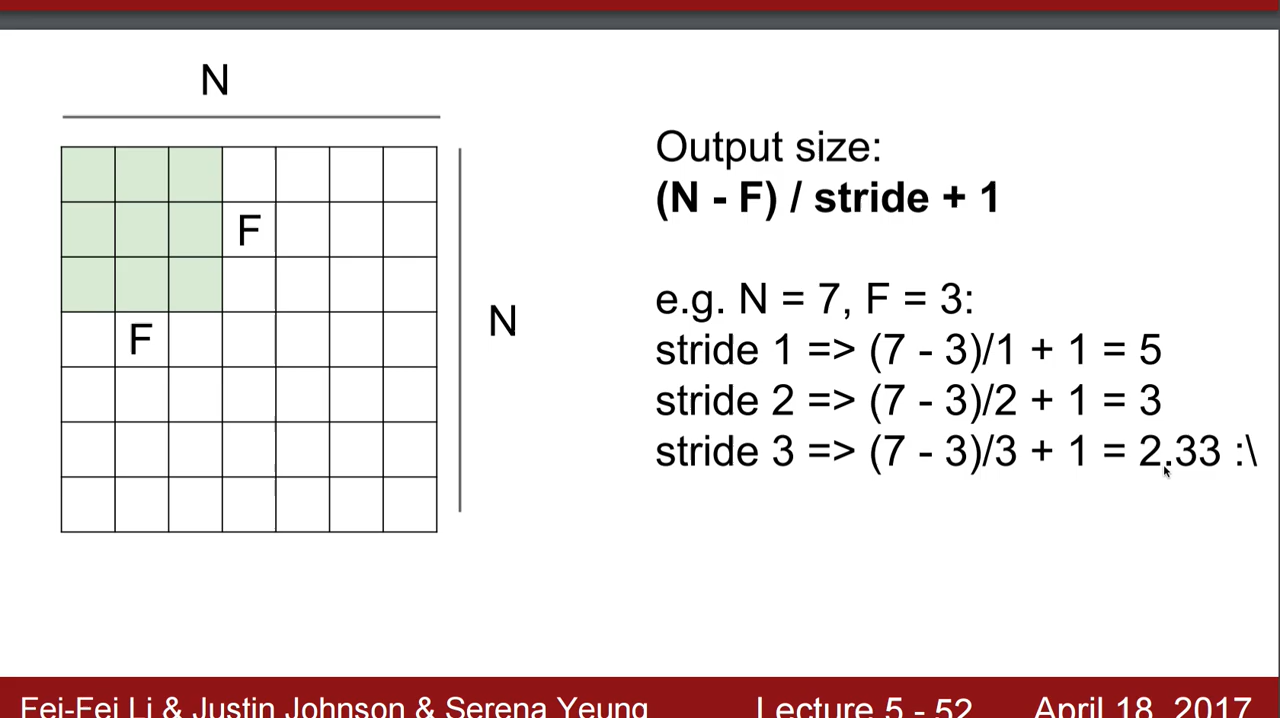 N
F
F
N
Output size:
(N - F) / stride + 1
e.g. N = 7, F = 3:
stride 1 => (7 - 3)/1 + 1 = 5
stride 2 => (7 - 3)/2 + 1 = 3
stride 3 => (7 - 3)/3 + 1 = 2.33 :\
Fei-Fei Li & Justin Johnson & Serena Yeung Lecture 5 - 52 April 18, 2017